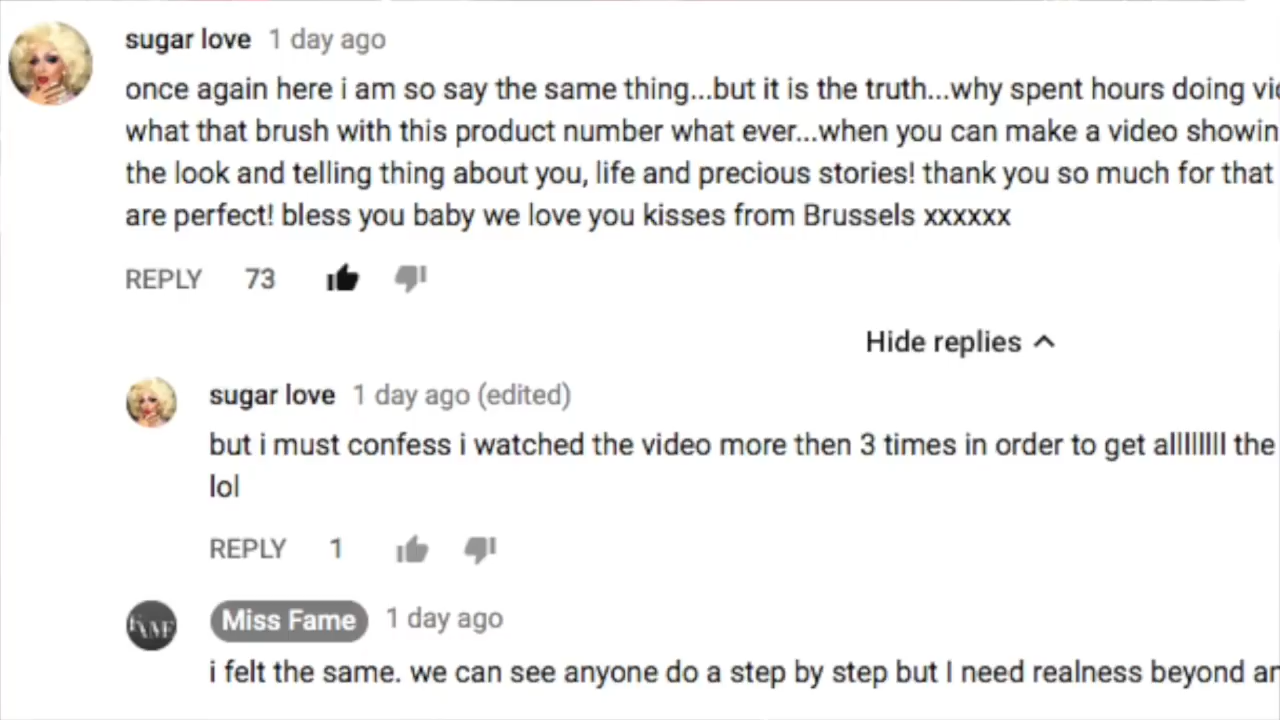 sugar love 1 day ago
once again here i am so say the same thing...but it is the truth...why spent hours doing
what that brush with this product number what ever...when you can make a video
the look and telling thing about you, life and precious stories! thank you so much for that
are perfect! bless you baby we love you kisses from Brussels xxxxxx
REPLY 73
Hide replies
sugar love 1 day ago (edited)
but i must confess i watched the video more then 3 times in order to get allllllll the
lol
REPLY 1
Miss Fame 1 day ago
i felt the same. we can see anyone do a step by step but I need realness beyond